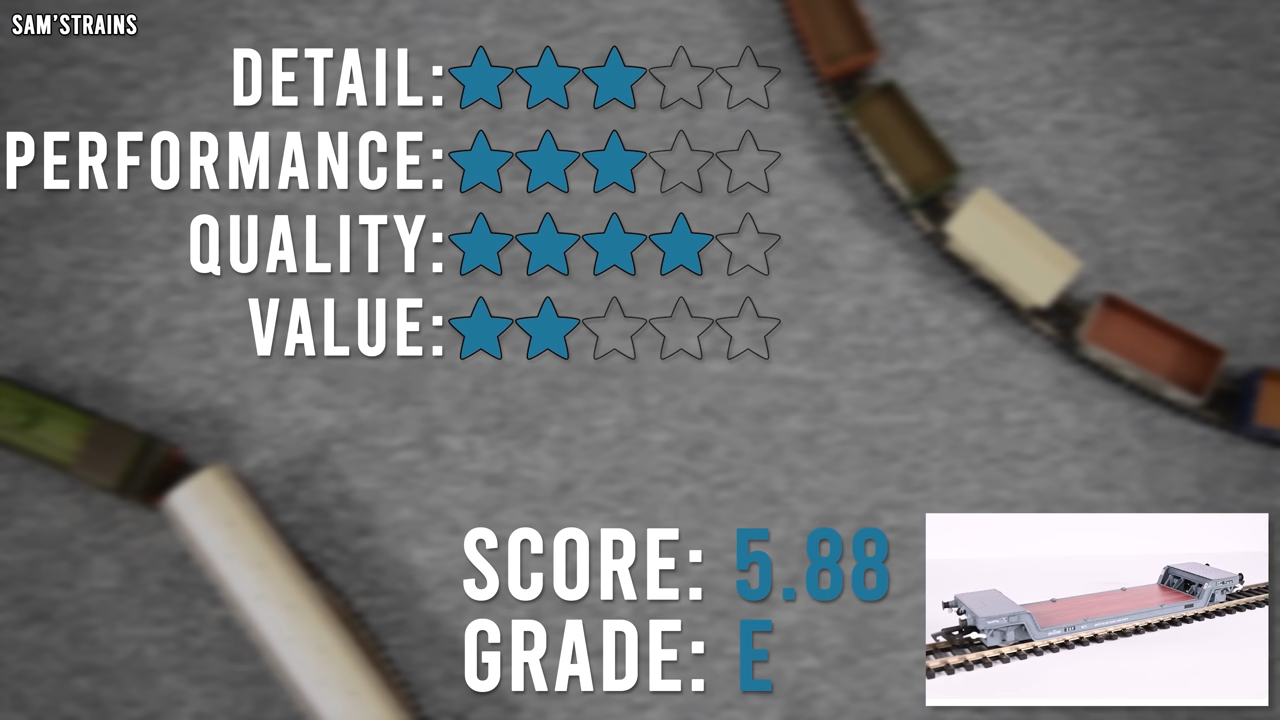 SAM'STRAINS
DETAIL:
PERFORMANCE:
QUALITY:
VALUE:
SCORE: 5.88
GRADE: E